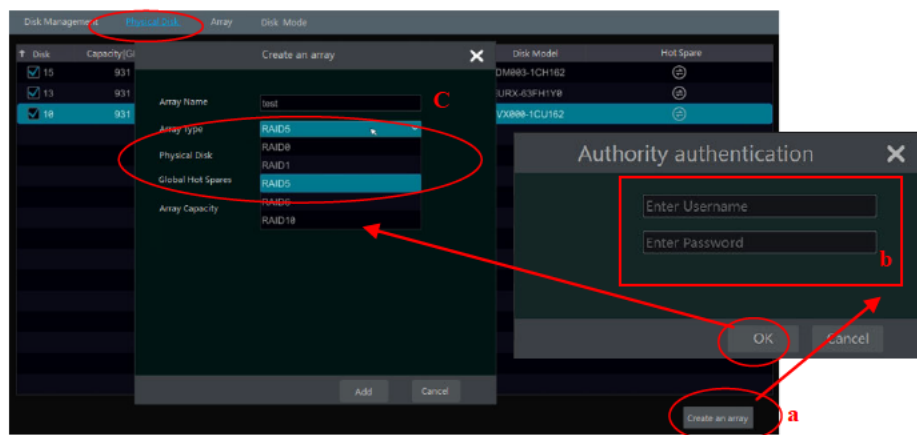 Disk Management Physical Disk Array Disk Mode
Disk Capacity(G Create an array Disk Model Hot Spare
15 931 DM003-1CH162
13 931 URX-63FH1Y0
10 931 VX000-1CU162
Array Name test C
Array Type RAID5
Physical Disk RAID0
RAID1
Global Hot Spares RAID5
RAID6
Array Capacity RAID10
Authority authentication
Enter Username
Enter Password
b
OK Cancel
Add Cancel
Create an array a